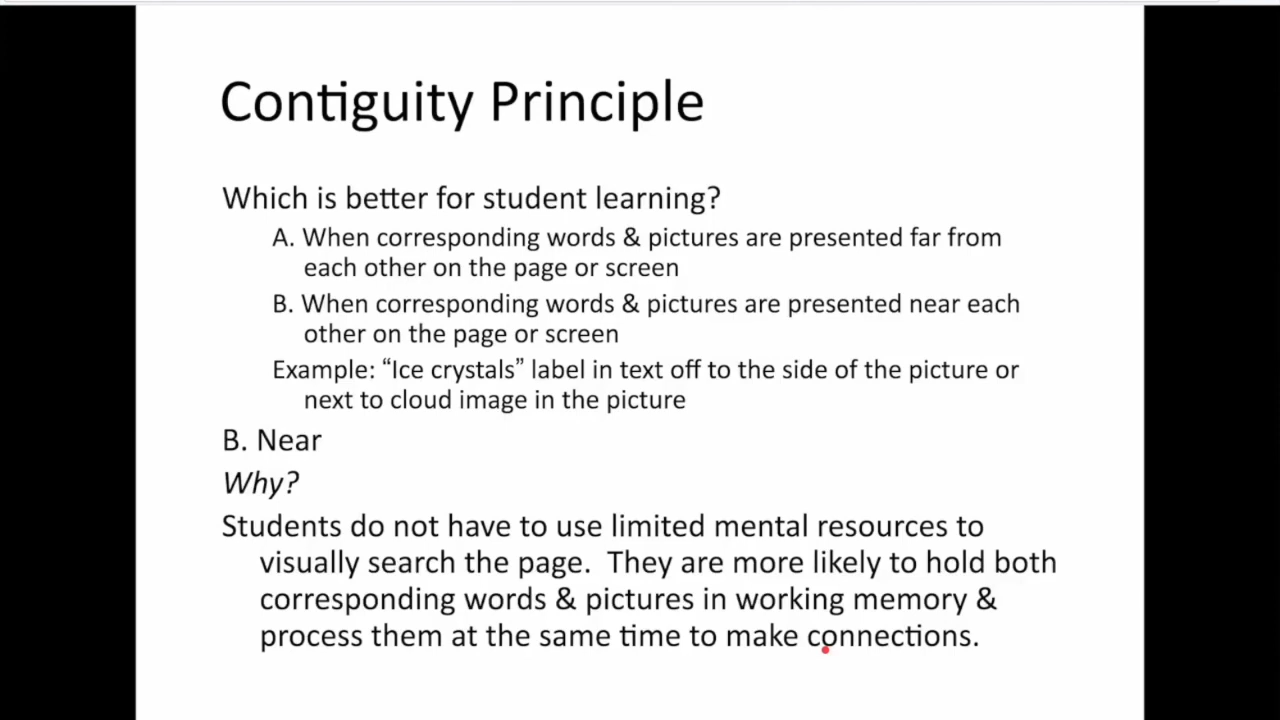 Contiguity Principle
Which is better for student learning?
A. When corresponding words & pictures are presented far from
each other on the page or screen
B. When corresponding words & pictures are presented near each
other on the page or screen
Example: “Ice crystals” label in text off to the side of the picture or
next to cloud image in the picture
B. Near
Why?
Students do not have to use limited mental resources to
visually search the page.  They are more likely to hold both
corresponding words & pictures in working memory &
process them at the same time to make connections.